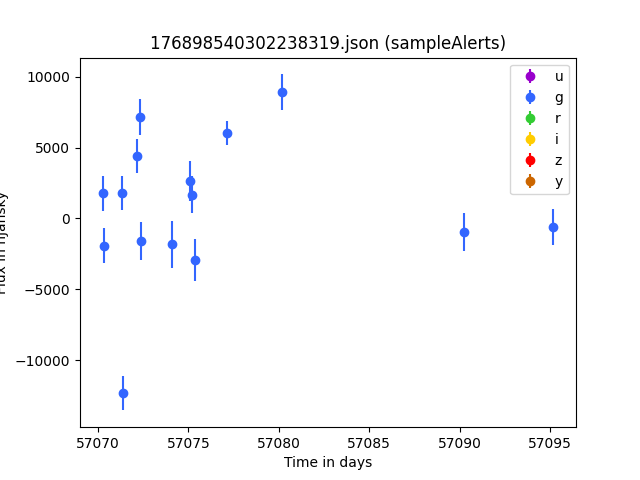 176898540302238319.json (sampleAlerts)
10000
5000
0
−5000
−10000
57070
57075
57080
57085
57090
57095
Time in days
Flux in njansky
u
g
r
i
z
y